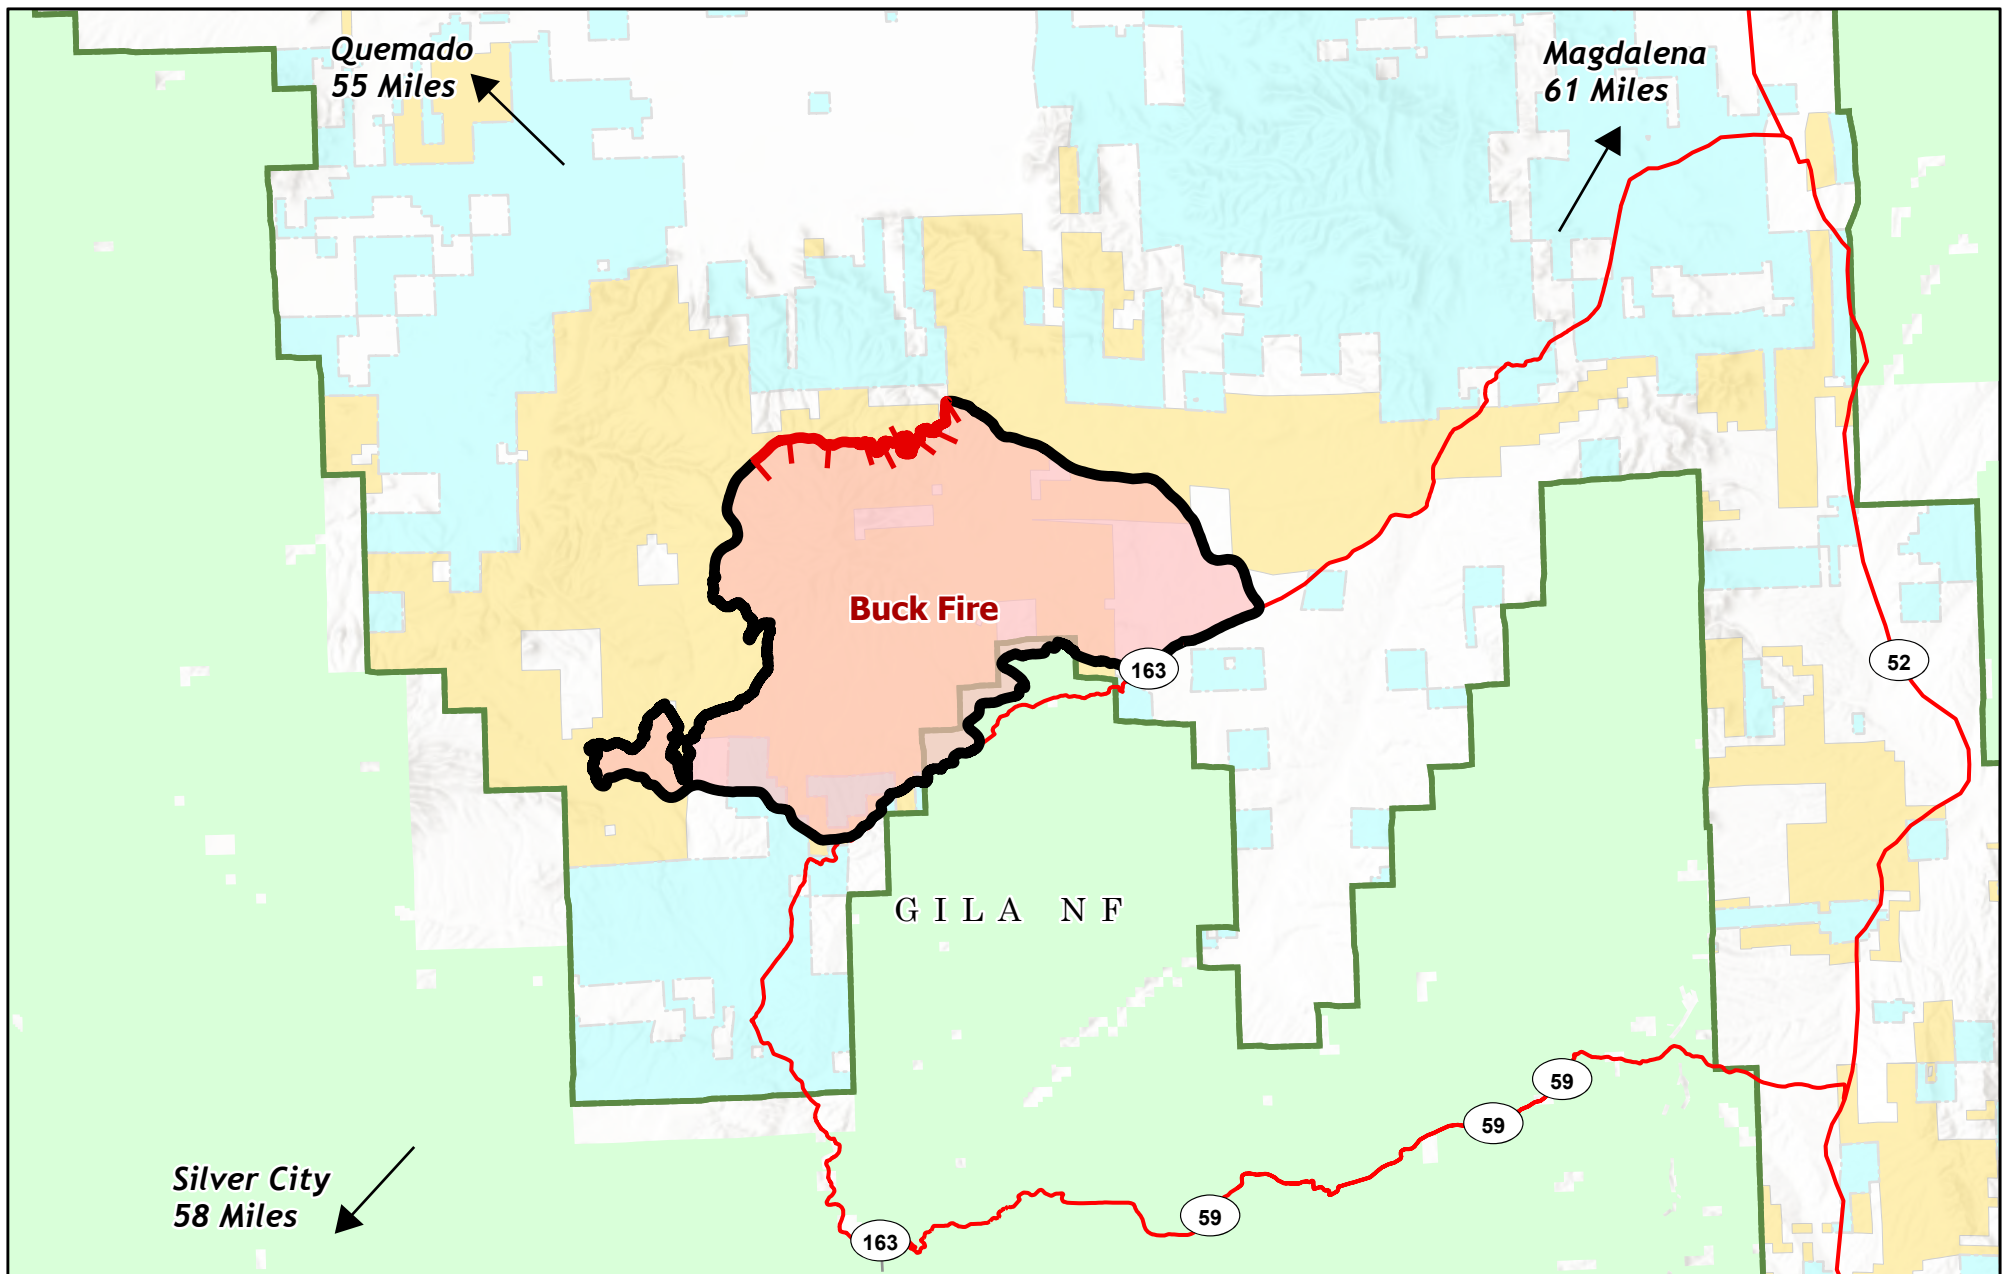 Quemado
55 Miles
Magdalena
61 Miles
Buck Fire
163
52
GILA NF
59
59
Silver City
58 Miles
59
163